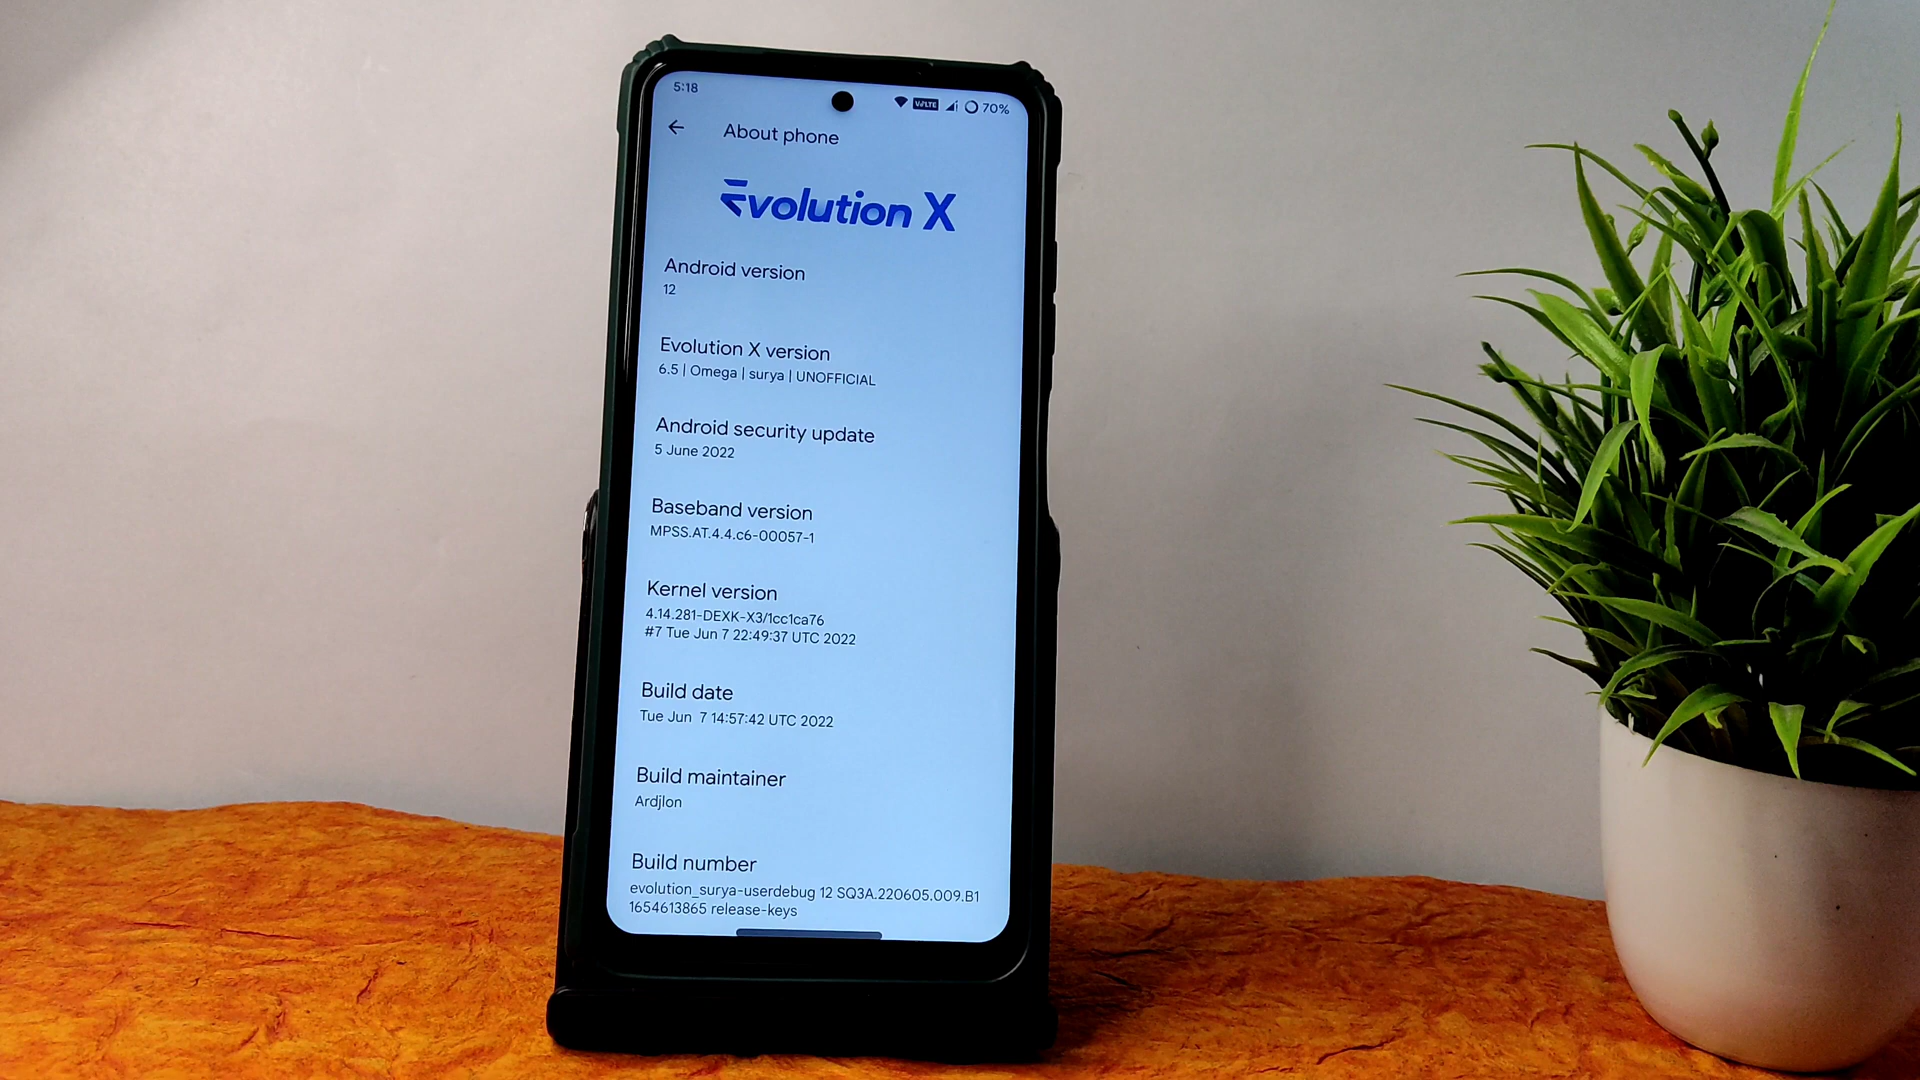 5:18
VoLTE 70%
About phone
Evolution X
Android version
12
Evolution X version
6.5 | Omega | surya | UNOFFICIAL
Android security update
5 June 2022
Baseband version
MPSS.AT.4.4.c6-00057-1
Kernel version
4.14.281-DEXK-X3/1cc1ca76
#7 Tue Jun 7 22:49:37 UTC 2022
Build date
Tue Jun  7 14:57:42 UTC 2022
Build maintainer
Ardjlon
Build number
evolution_surya-userdebug 12 SQ3A.220605.009.B1
1654613865 release-keys